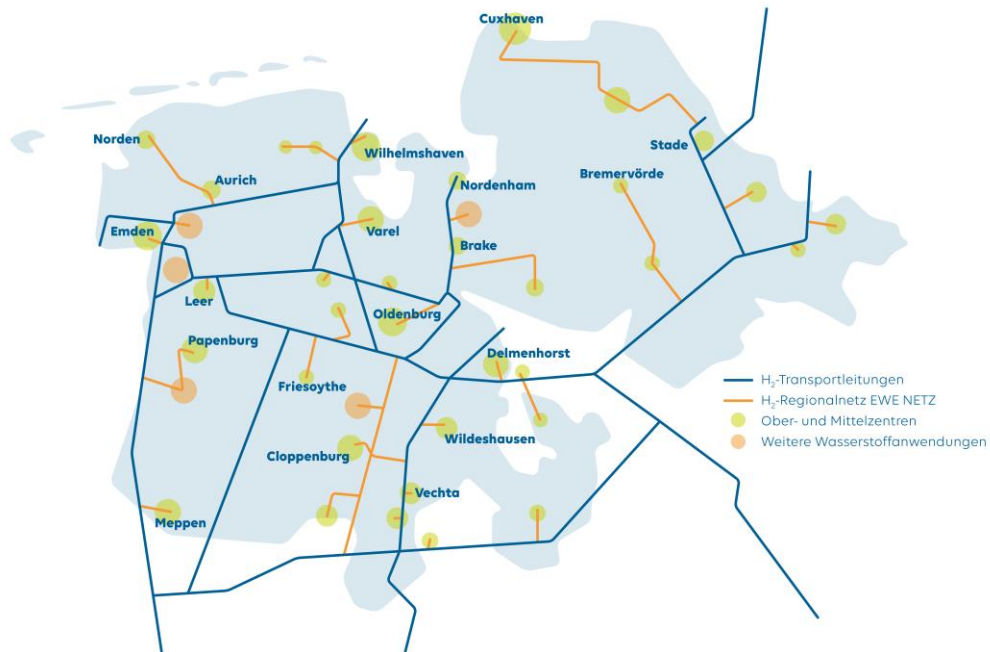 Cuxhaven
Norden
Wilhelmshaven
Stade
Aurich
Nordenham
Bremervörde
Emden
Varel
Brake
Leer
Oldenburg
Papenburg
Delmenhorst
Friesoythe
H₂-Transportleitungen
H₂-Regionalnetz EWE NETZ
Ober- und Mittelzentren
Weitere Wasserstoffanwendungen
Wildeshausen
Cloppenburg
Vechta
Meppen